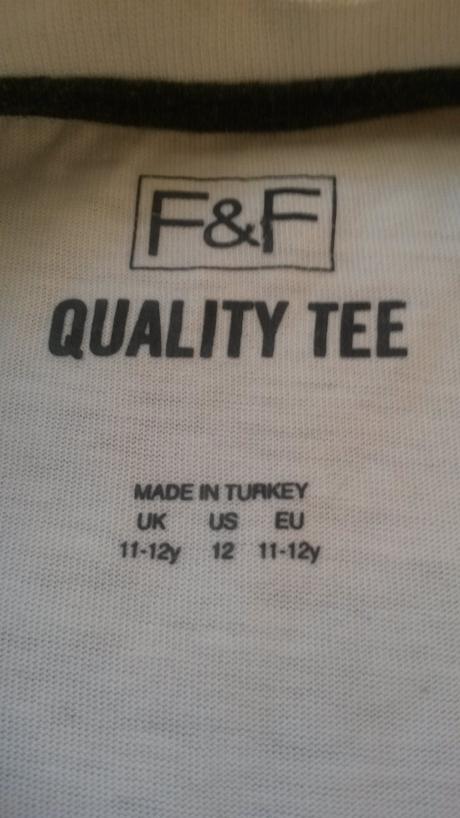 F&F
QUALITY TEE
MADE IN TURKEY
UK US EU
11-12y 12 11-12y